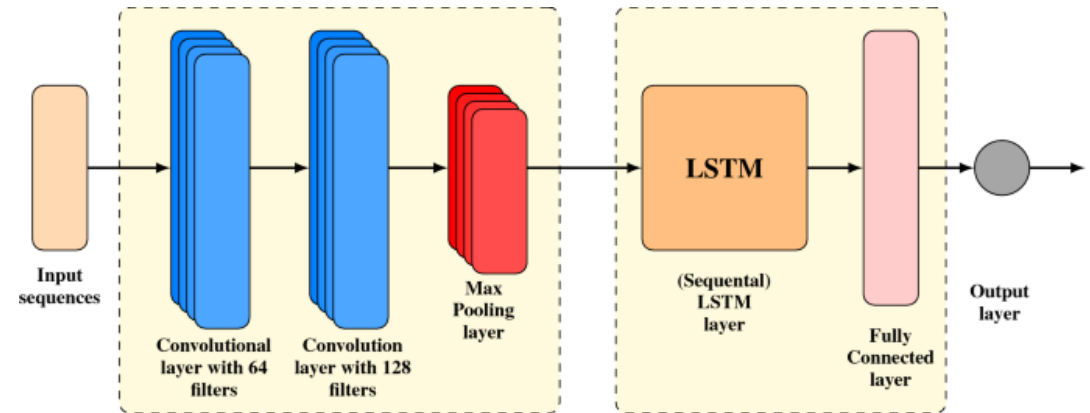 Input
sequences
Convolutional
layer with 64
filters
Convolution
layer with 128
filters
Max
Pooling
layer
LSTM
(Sequental)
LSTM
layer
Fully
Connected
layer
Output
layer